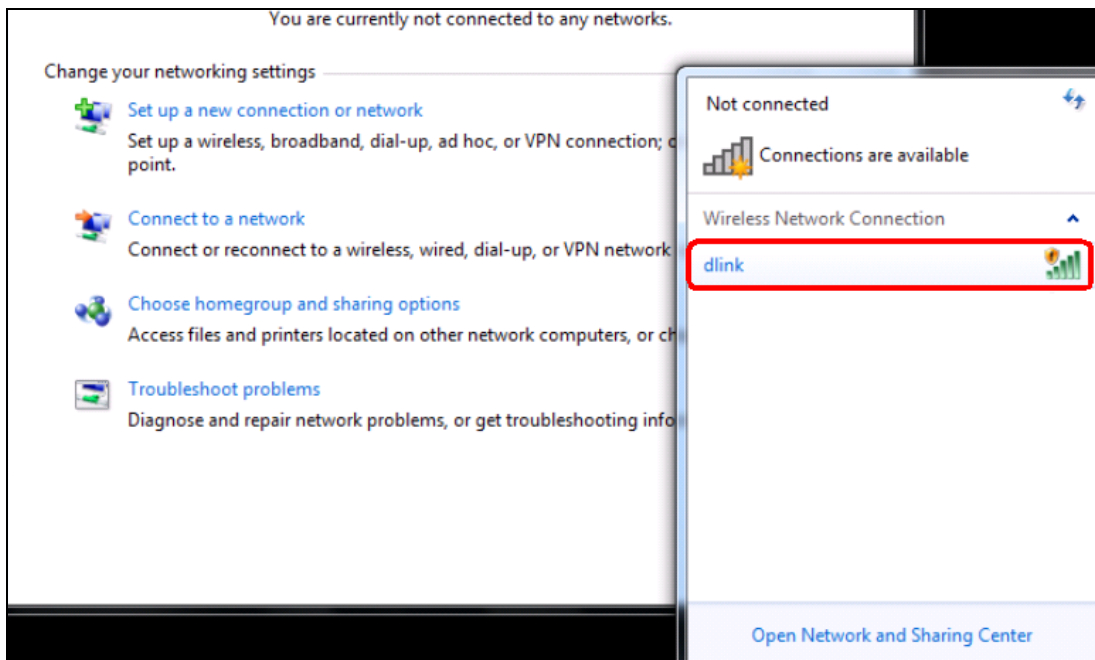 You are currently not connected to any networks.
Change your networking settings
Set up a new connection or network
Set up a wireless, broadband, dial-up, ad hoc, or VPN connection;
point.
Connect to a network
Connect or reconnect to a wireless, wired, dial-up, or VPN network
Choose homegroup and sharing options
Access files and printers located on other network computers, or
Troubleshoot problems
Diagnose and repair network problems, or get troubleshooting
Not connected
Connections are available
Wireless Network Connection
dlink
Open Network and Sharing Center